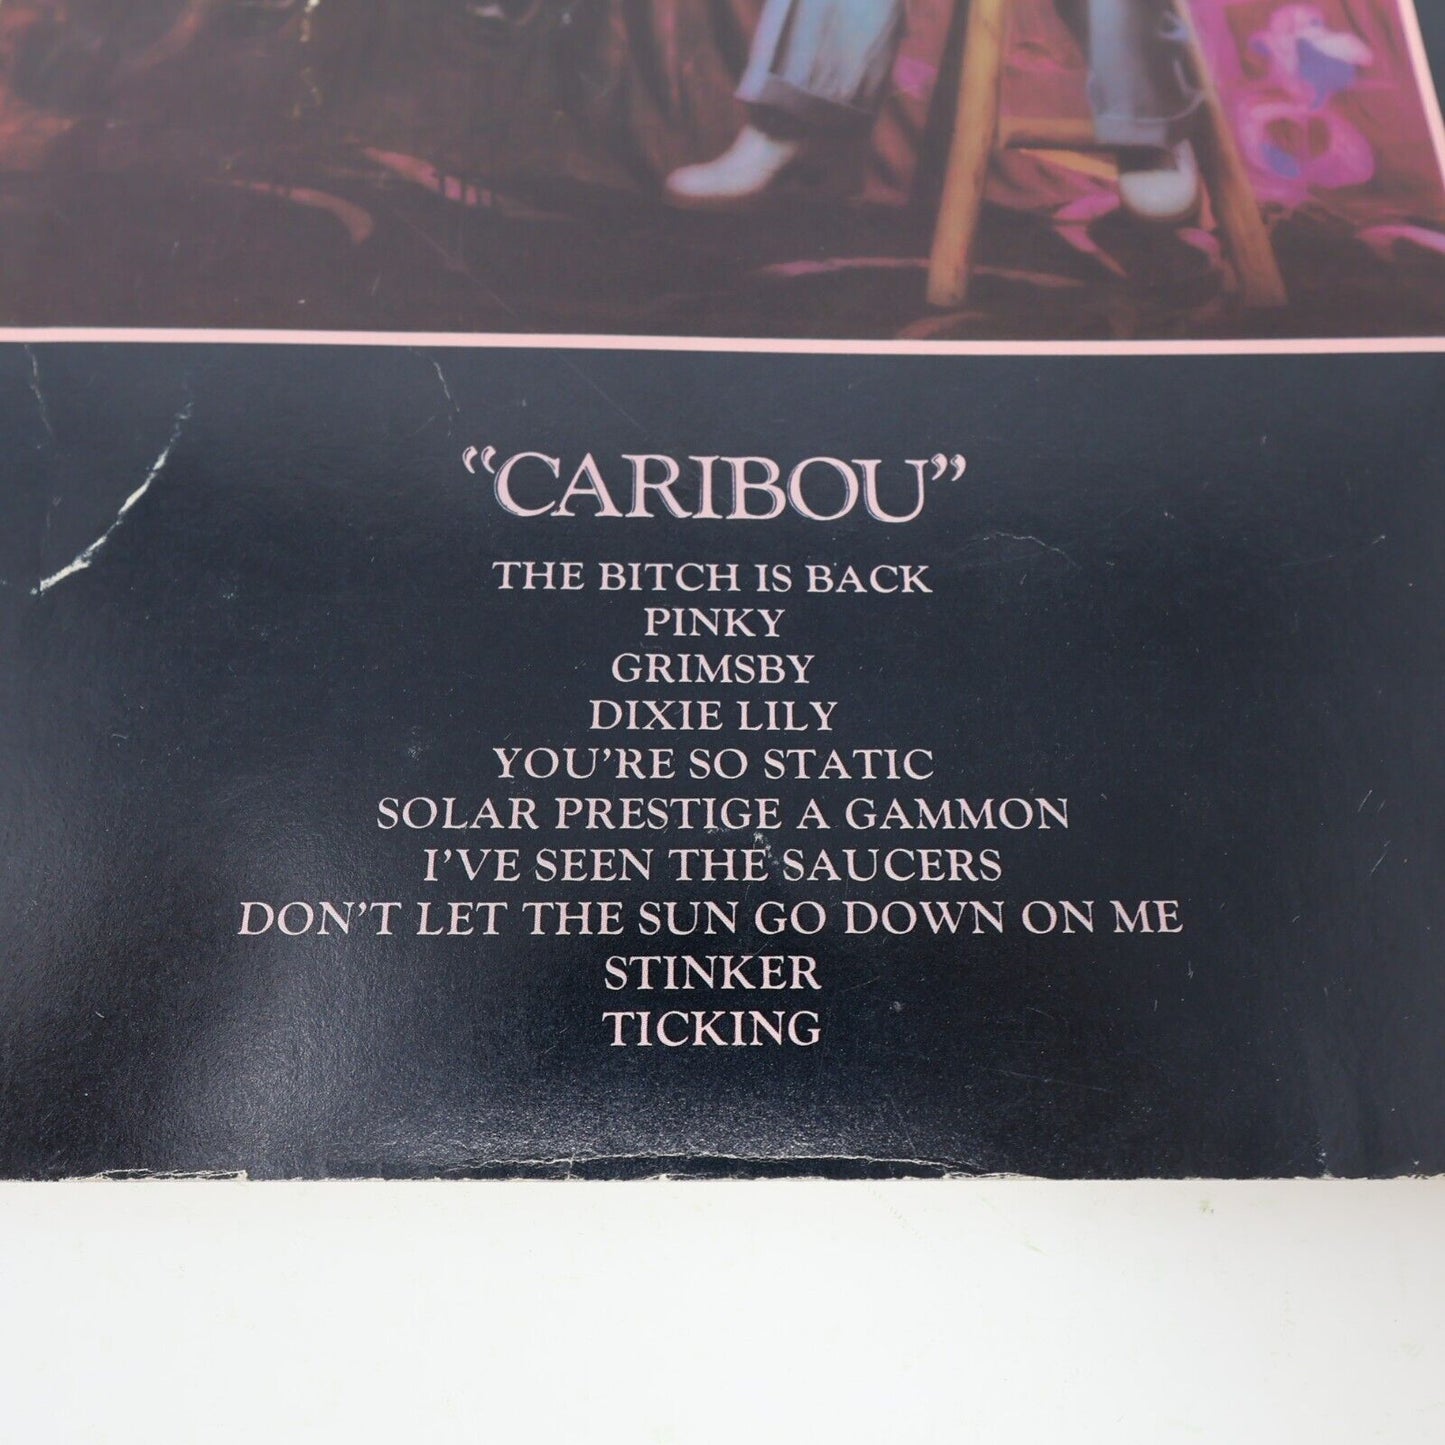 “CARIBOU”
THE BITCH IS BACK
PINKY
GRIMSBY
DIXIE LILY
YOU’RE SO STATIC
SOLAR PRESTIGE A GAMMON
I’VE SEEN THE SAUCERS
DON’T LET THE SUN GO DOWN ON ME
STINKER
TICKING